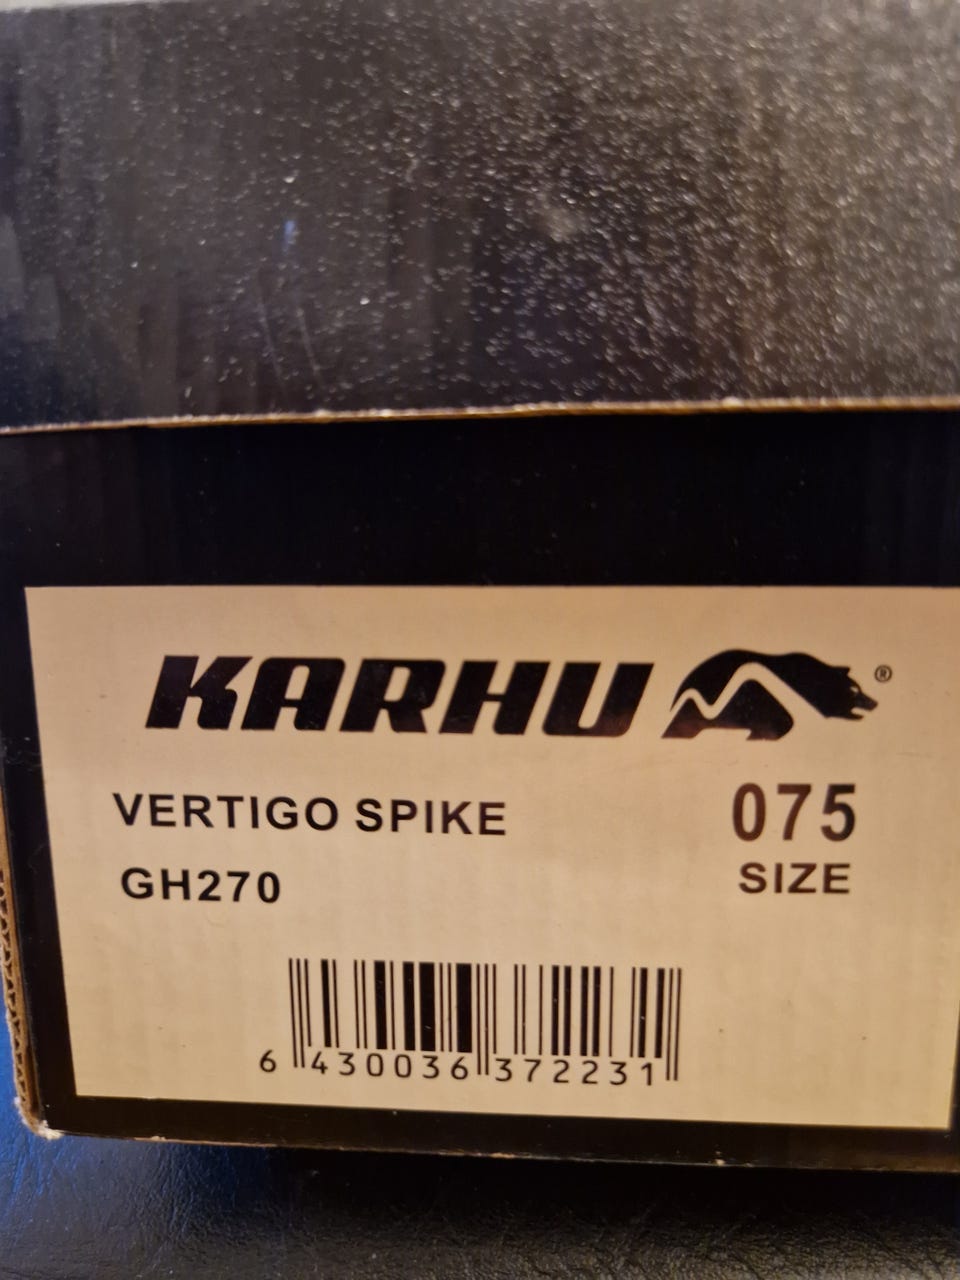 KARHU ®
VERTIGO SPIKE
GH270
075
SIZE
6 430036 372231